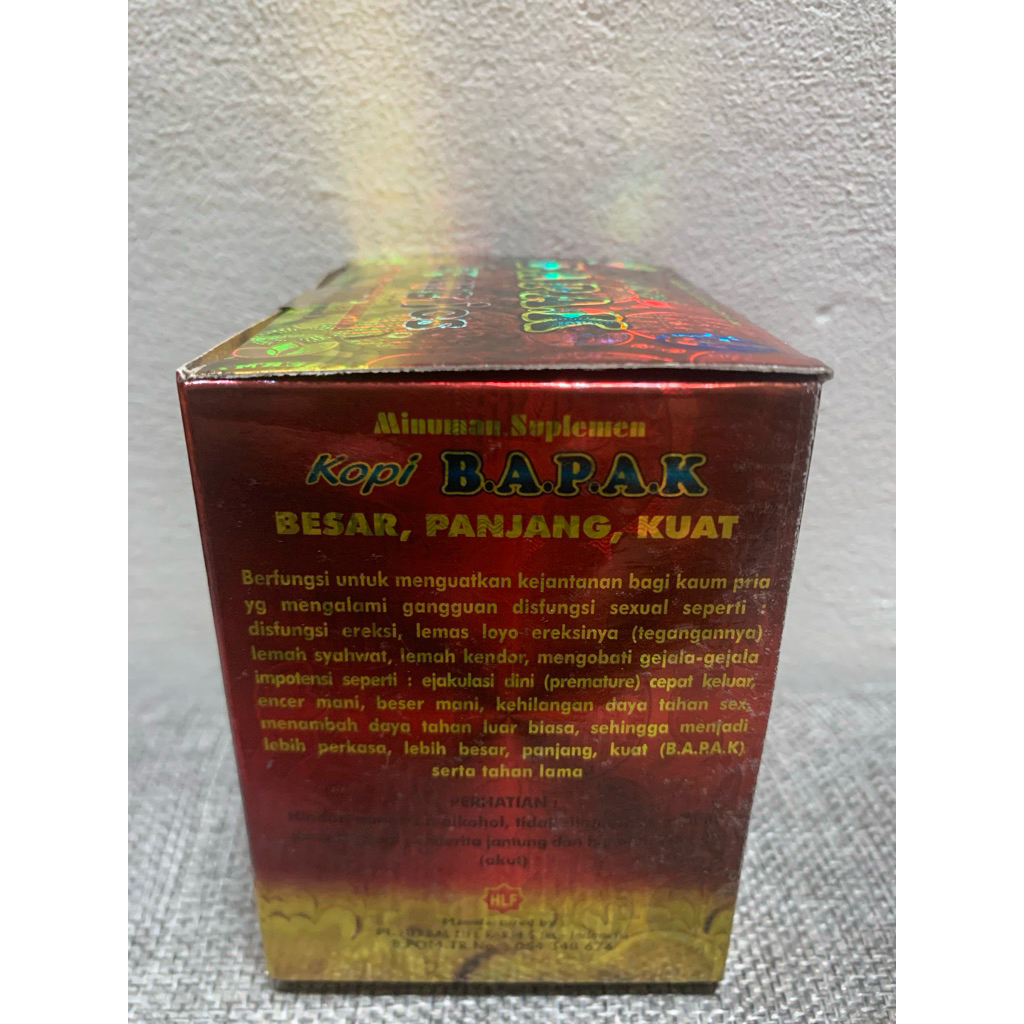 Minuman Suplemen
Kopi B.A.P.A.K
BESAR, PANJANG, KUAT
Berfungsi untuk menguatkan kejantanan bagi kaum pria
yg mengalami gangguan disfungsi sexual seperti :
disfungsi ereksi, lemas loyo ereksinya (tegangannya)
lemah syahwat, lemah kendor, mengobati gejala-gejala
impotensi seperti : ejakulasi dini (premature) cepat keluar,
encer mani, beser mani, kehilangan daya tahan sex,
menambah daya tahan luar biasa, sehingga menjadi
lebih perkasa, lebih besar, panjang, kuat (B.A.P.A.K)
serta tahan lama
PERHATIAN :
alkohol,
jantung dan
(akut)
HLF